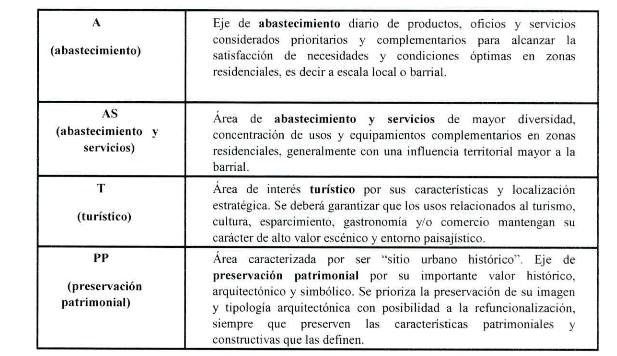 A
(abastecimiento)
Eje de abastecimiento diario de productos, oficios y servicios
considerados prioritarios y complementarios para alcanzar la
satisfacción de necesidades y condiciones óptimas en zonas
residenciales, es decir a escala local o barrial.
AS
(abastecimiento y
servicios)
Área de abastecimiento y servicios de mayor diversidad,
concentración de usos y equipamientos complementarios en zonas
residenciales, generalmente con una influencia territorial mayor a la
barrial.
T
(turístico)
Área de interés turístico por sus características y localización
estratégica. Se deberá garantizar que los usos relacionados al turismo,
cultura, esparcimiento, gastronomía y/o comercio mantengan su
carácter de alto valor escénico y entorno paisajístico.
PP
(preservación
patrimonial)
Área caracterizada por ser “sitio urbano histórico”. Eje de
preservación patrimonial por su importante valor histórico,
arquitectónico y simbólico. Se prioriza la preservación de su imagen
y tipología arquitectónica con posibilidad a la refuncionalización,
siempre que preserven las características patrimoniales y
constructivas que las definen.